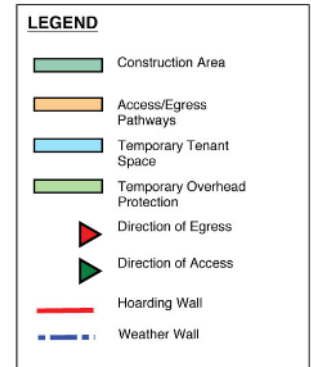 LEGEND
Construction Area
Access/Egress
Pathways
Temporary Tenant
Space
Temporary Overhead
Protection
Direction of Egress
Direction of Access
Hoarding Wall
Weather Wall